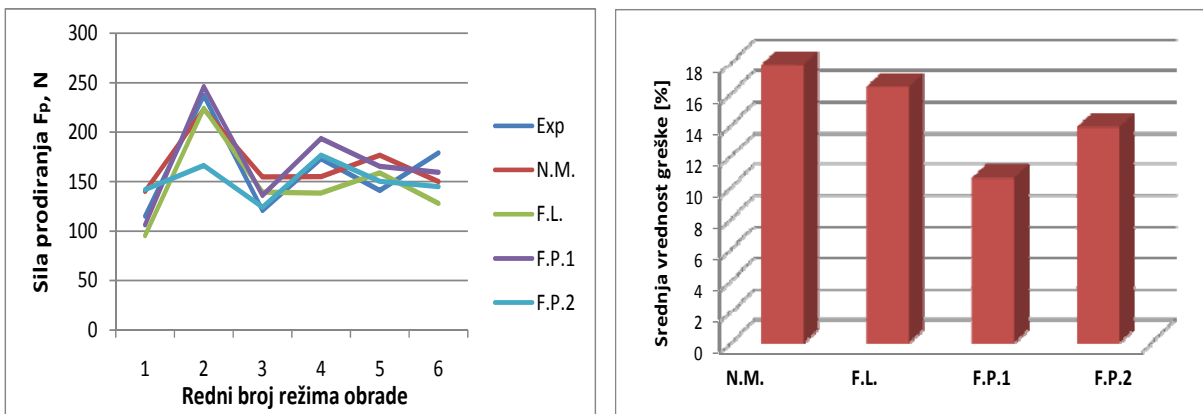 300
250
200
150
100
50
0
Sila prodiranja Fp, N
1 2 3 4 5 6
Redni broj režima obrade
Exp
N.M.
F.L.
F.P.1
F.P.2
Srednja vrednost greške [%]
18
16
14
12
10
8
6
4
2
0
N.M. F.L. F.P.1 F.P.2